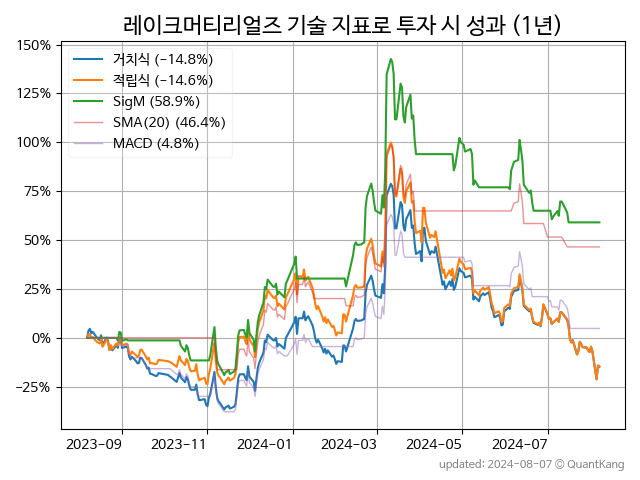 레이크머티리얼즈 기술 지표로 투자 시 성과 (1년)
150%
125%
100%
75%
50%
25%
0%
−25%
거치식 (−14.8%)
적립식 (−14.6%)
SigM (58.9%)
SMA(20) (46.4%)
MACD (4.8%)
2023-09
2023-11
2024-01
2024-03
2024-05
2024-07
updated: 2024-08-07 © QuantKang